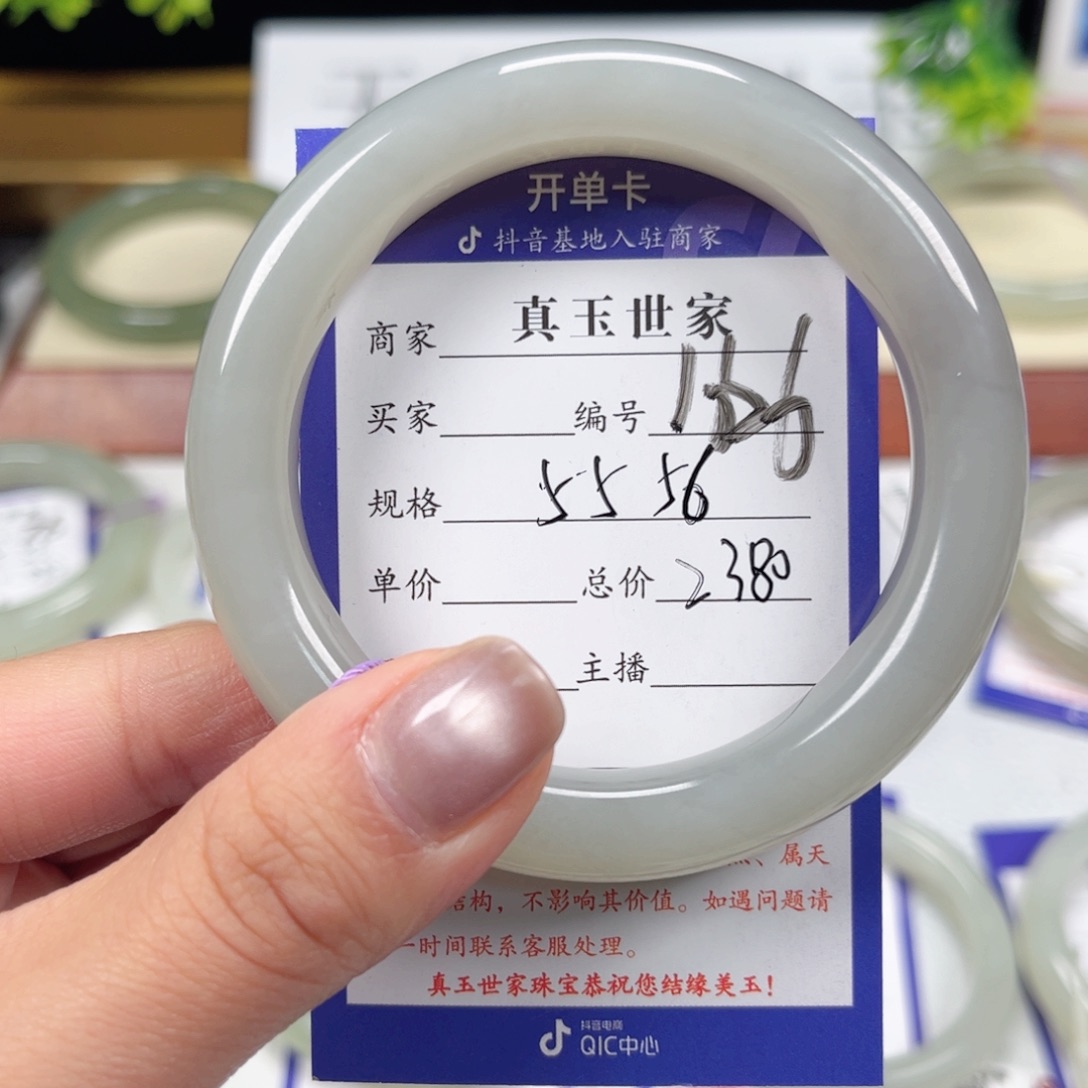 开单卡
抖音基地入驻商家
商家 真玉世家
买家 编号
规格 55 56
单价 总价 2380
主播
、属天
结构，不影响其价值。如遇问题请
一时间联系客服处理。
真玉世家珠宝恭祝您结缘美玉！
抖音电商
QIC中心